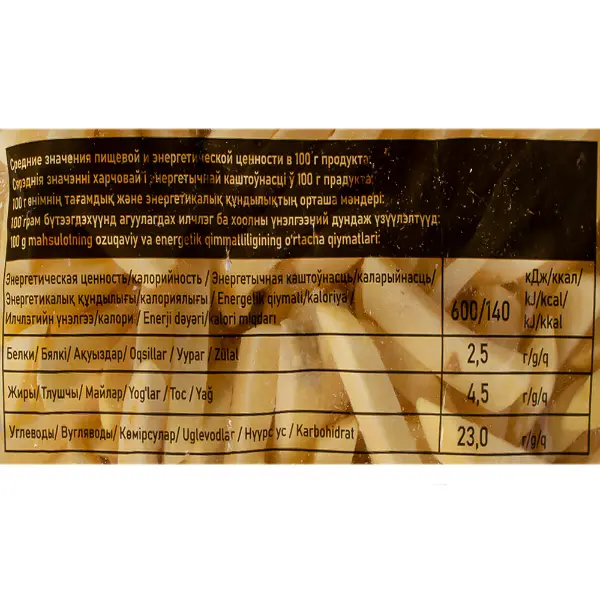 Средние значения пищевой и энергетической ценности в 100 г продукта:
Сярэднія значэнні харчовай і энергетычнай каштоўнасці ў 100 г прадукта:
100 г өнімнің тағамдық және энергетикалық құндылықтың орташа мәндері:
100 грам бүтээгдэхүүнд агуулагдах илчлэг ба хоолны үнэлгээний дундаж үзүүлэлтүүд:
100 g mahsulotning ozuqaviy va energetik qimmalliligining o'rtacha qiymatlari:
Энергетическая ценность/калорийность / Энергетычная каштоўнасць/каларыйнасць/ кДж/ккал/
Энергетикалық құндылығы/калориялығы / Energetik qiymati/kaloriya / 600/140 kJ/kcal/
Илчлэгийн үнэлгээ/калори / Enerji dəyəri/kalori miqdarı kJ/kkal
Белки/ Бялкі/ Ақуыздар/ Oqsillar / Уураг / Zülal 2,5 г/g/q
Жиры/ Тлушчы/ Майлар/ Yog'lar / Тос / Yağ 4,5 г/g/q
Углеводы/ Вугляводы/ Көмірсулар/ Uglevodlar / Нүүрс ус / Karbohidrat 23,0 г/g/q